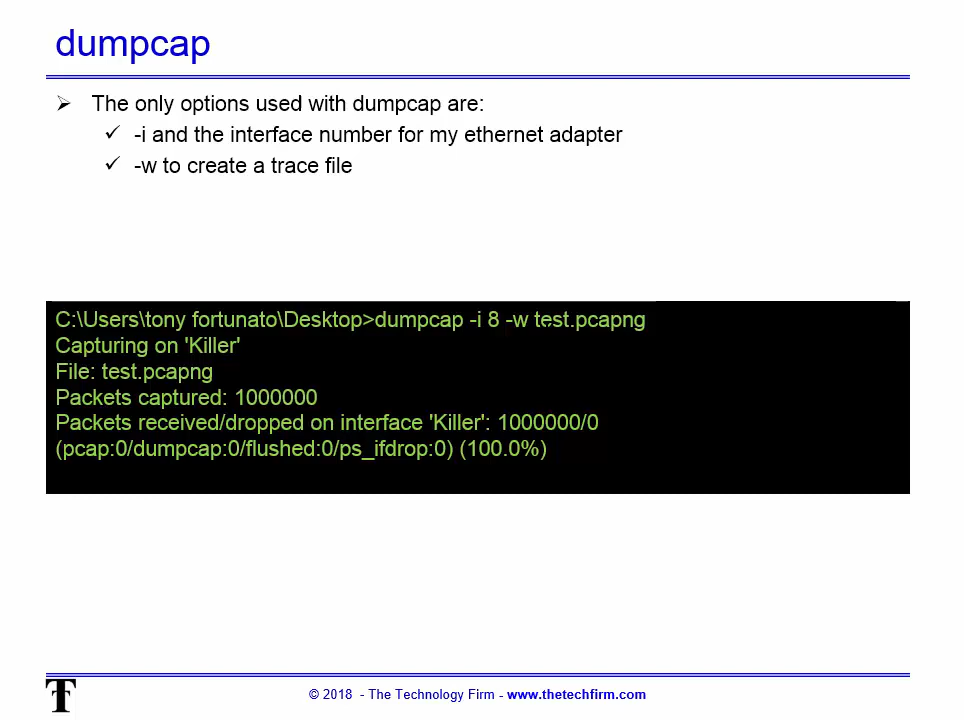 dumpcap
The only options used with dumpcap are:
-i and the interface number for my ethernet adapter
-w to create a trace file
C:\Users\tony fortunato\Desktop>dumpcap -i 8 -w test.pcapng
Capturing on 'Killer'
File: test.pcapng
Packets captured: 1000000
Packets received/dropped on interface 'Killer': 1000000/0
(pcap:0/dumpcap:0/flushed:0/ps_ifdrop:0) (100.0%)
TF
© 2018 - The Technology Firm - www.thetechfirm.com